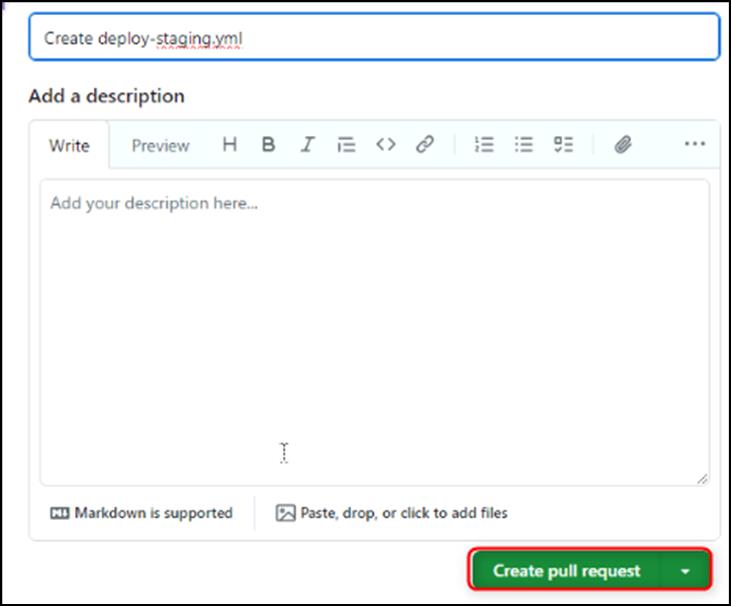 Create deploy-staging.yml
Add a description
Write Preview H B I
Add your description here...
Markdown is supported Paste, drop, or click to add files
Create pull request